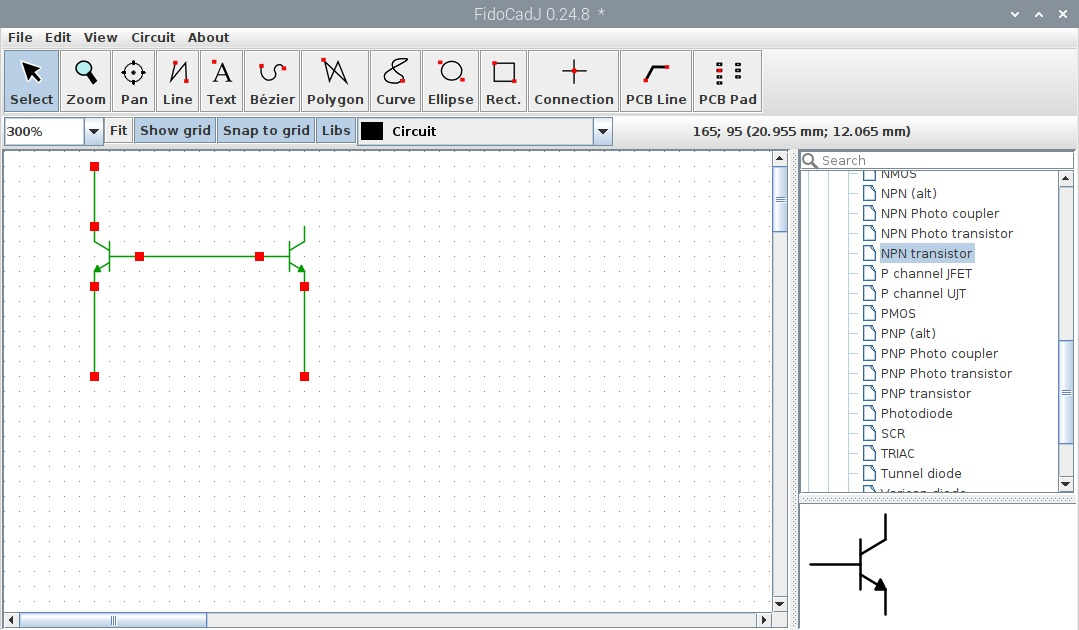 FidoCadJ 0.24.8 *
File Edit View Circuit About
Select Zoom Pan Line Text Bézier Polygon Curve Ellipse Rect. Connection PCB Line PCB Pad
300% Fit Show grid Snap to grid Libs Circuit 165; 95 (20.955 mm; 12.065 mm)
Search
NMOS
NPN (alt)
NPN Photo coupler
NPN Photo transistor
NPN transistor
P channel JFET
P channel UJT
PMOS
PNP (alt)
PNP Photo coupler
PNP Photo transistor
PNP transistor
Photodiode
SCR
TRIAC
Tunnel diode